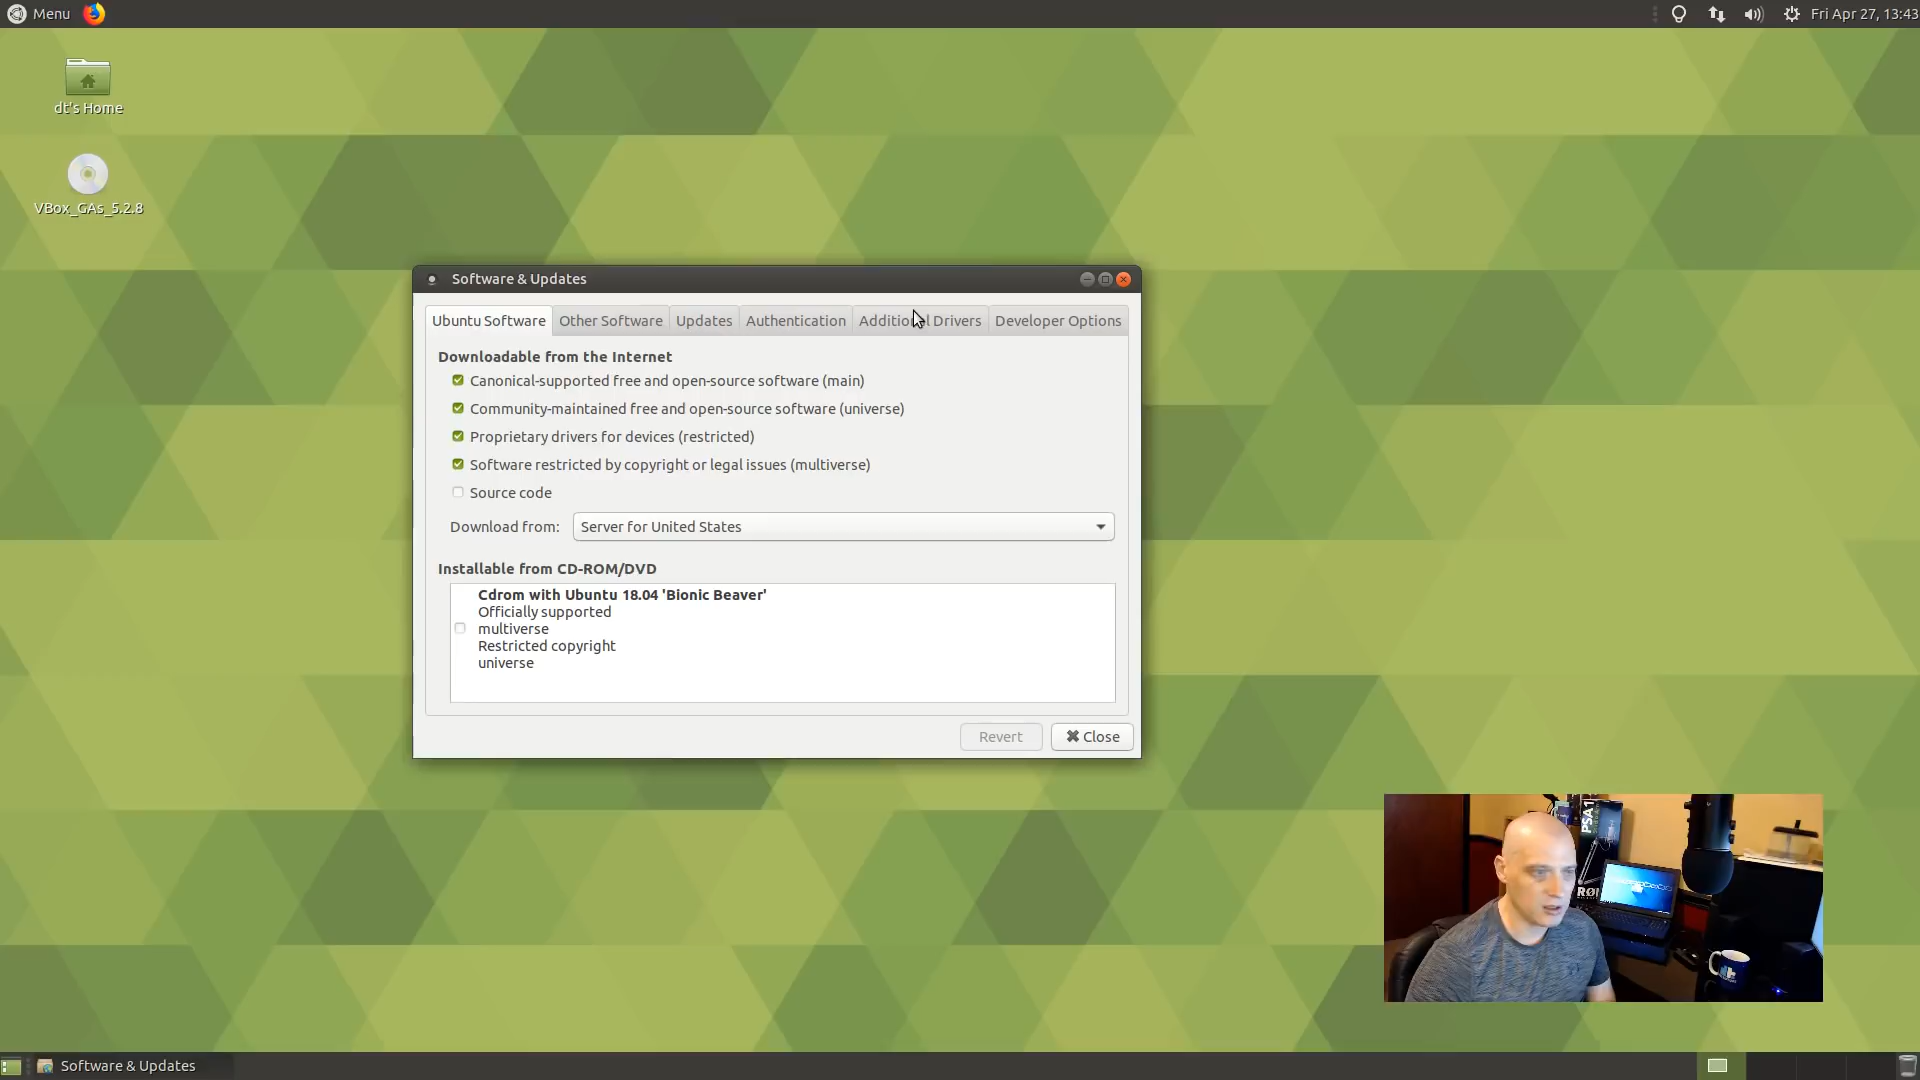 Menu
Fri Apr 27, 13:43
dt's Home
VBox_GAs_5.2.8
Software & Updates
Ubuntu Software
Other Software
Updates
Authentication
Additional Drivers
Developer Options
Downloadable from the Internet
Canonical-supported free and open-source software (main)
Community-maintained free and open-source software (universe)
Proprietary drivers for devices (restricted)
Software restricted by copyright or legal issues (multiverse)
Source code
Download from:
Server for United States
Installable from CD-ROM/DVD
Cdrom with Ubuntu 18.04 'Bionic Beaver'
Officially supported
multiverse
Restricted copyright
universe
Revert
Close
PSA1
RØ
Software & Updates